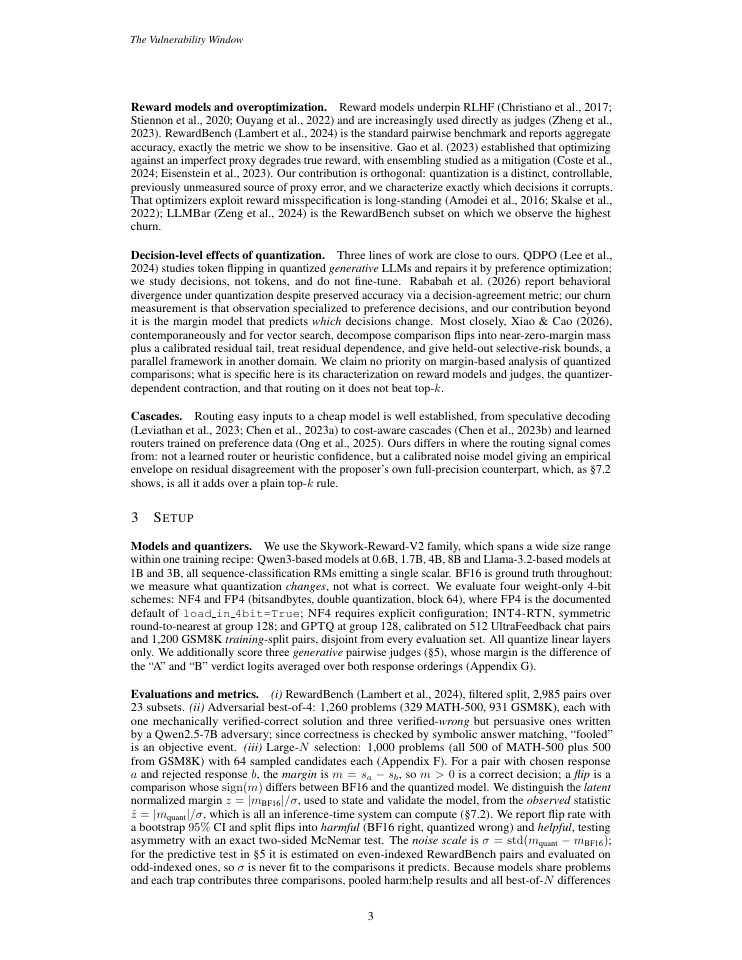 The Vulnerability Window
Reward models and overoptimization. Reward models underpin RLHF (Christiano et al., 2017;
Stiennon et al., 2020; Ouyang et al., 2022) and are increasingly used directly as judges (Zheng et al.,
2023). RewardBench (Lambert et al., 2024) is the standard pairwise benchmark and reports aggregate
accuracy, exactly the metric we show to be insensitive. Gao et al. (2023) established that optimizing
against an imperfect proxy degrades true reward, with ensembling studied as a mitigation (Coste et al.,
2024; Eisenstein et al., 2023). Our contribution is orthogonal: quantization is a distinct, controllable,
previously unmeasured source of proxy error, and we characterize exactly which decisions it corrupts.
That optimizers exploit reward misspecification is long-standing (Amodei et al., 2016; Skalse et al.,
2022); LLMBar (Zeng et al., 2024) is the RewardBench subset on which we observe the highest
churn.
Decision-level effects of quantization. Three lines of work are close to ours. QDPO (Lee et al.,
2024) studies token flipping in quantized generative LLMs and repairs it by preference optimization;
we study decisions, not tokens, and do not fine-tune. Rababah et al. (2026) report behavioral
divergence under quantization despite preserved accuracy via a decision-agreement metric; our churn
measurement is that observation specialized to preference decisions, and our contribution beyond
it is the margin model that predicts which decisions change. Most closely, Xiao & Cao (2026),
contemporaneously and for vector search, decompose comparison flips into near-zero-margin mass
plus a calibrated residual tail, treat residual dependence, and give held-out selective-risk bounds, a
parallel framework in another domain. We claim no priority on margin-based analysis of quantized
comparisons; what is specific here is its characterization on reward models and judges, the quantizer-
dependent contraction, and that routing on it does not beat top-k.
Cascades. Routing easy inputs to a cheap model is well established, from speculative decoding
(Leviathan et al., 2023; Chen et al., 2023a) to cost-aware cascades (Chen et al., 2023b) and learned
routers trained on preference data (Ong et al., 2025). Ours differs in where the routing signal comes
from: not a learned router or heuristic confidence, but a calibrated noise model giving an empirical
envelope on residual disagreement with the proposer's own full-precision counterpart, which, as §7.2
shows, is all it adds over a plain top-k rule.
3 SETUP
Models and quantizers. We use the Skywork-Reward-V2 family, which spans a wide size range
within one training recipe: Qwen3-based models at 0.6B, 1.7B, 4B, 8B and Llama-3.2-based models at
1B and 3B, all sequence-classification RMs emitting a single scalar. BF16 is ground truth throughout:
we measure what quantization changes, not what is correct. We evaluate four weight-only 4-bit
schemes: NF4 and FP4 (bitsandbytes, double quantization, block 64), where FP4 is the documented
default of load_in_4bit=True; NF4 requires explicit configuration; INT4-RTN, symmetric
round-to-nearest at group 128; and GPTQ at group 128, calibrated on 512 UltraFeedback chat pairs
and 1,200 GSM8K training-split pairs, disjoint from every evaluation set. All quantize linear layers
only. We additionally score three generative pairwise judges (§5), whose margin is the difference of
the “A” and “B” verdict logits averaged over both response orderings (Appendix G).
Evaluations and metrics. (i) RewardBench (Lambert et al., 2024), filtered split, 2,985 pairs over
23 subsets. (ii) Adversarial best-of-4: 1,260 problems (329 MATH-500, 931 GSM8K), each with
one mechanically verified-correct solution and three verified-wrong but persuasive ones written
by a Qwen2.5-7B adversary; since correctness is checked by symbolic answer matching, “fooled”
is an objective event. (iii) Large-N selection: 1,000 problems (all 500 of MATH-500 plus 500
from GSM8K) with 64 sampled candidates each (Appendix F). For a pair with chosen response
a and rejected response b, the margin is m = s_a − s_b, so m > 0 is a correct decision; a flip is a
comparison whose sign(m) differs between BF16 and the quantized model. We distinguish the latent
normalized margin z = |m_BF16|/σ, used to state and validate the model, from the observed statistic
ẑ = |m_quant|/σ, which is all an inference-time system can compute (§7.2). We report flip rate with
a bootstrap 95% CI and split flips into harmful (BF16 right, quantized wrong) and helpful, testing
asymmetry with an exact two-sided McNemar test. The noise scale is σ = std(m_quant − m_BF16);
for the predictive test in §5 it is estimated on even-indexed RewardBench pairs and evaluated on
odd-indexed ones, so σ is never fit to the comparisons it predicts. Because models share problems
and each trap contributes three comparisons, pooled harm:help results and all best-of-N differences
3